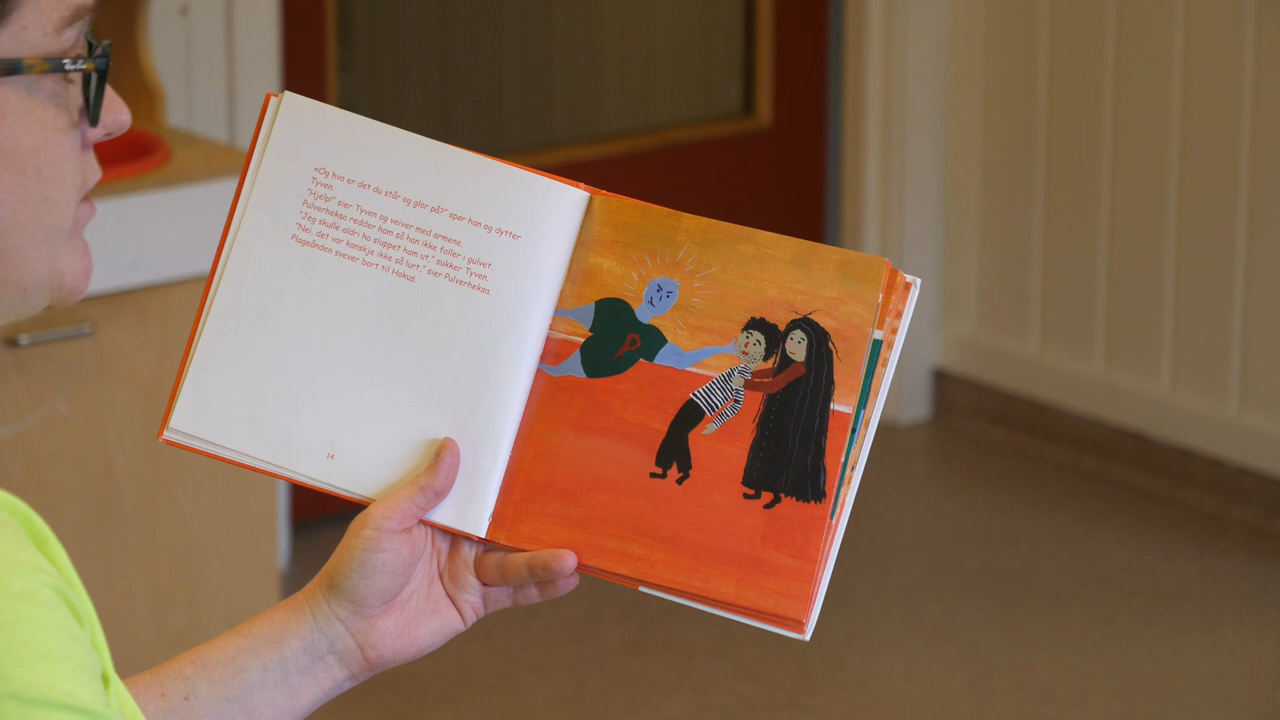 Ray-Ban
«Og hva er det du står og glor på?" spør han og dytter
Tyven.
"Hjelp!" sier Tyven og veiver med armene.
Pulverheksa redder ham så han ikke faller i gulvet.
"Jeg skulle aldri ha sluppet ham ut," sukker Tyven.
"Nei, det var kanskje ikke så lurt," sier Pulverheksa.
Plageånden svever bort til Hokus.
14